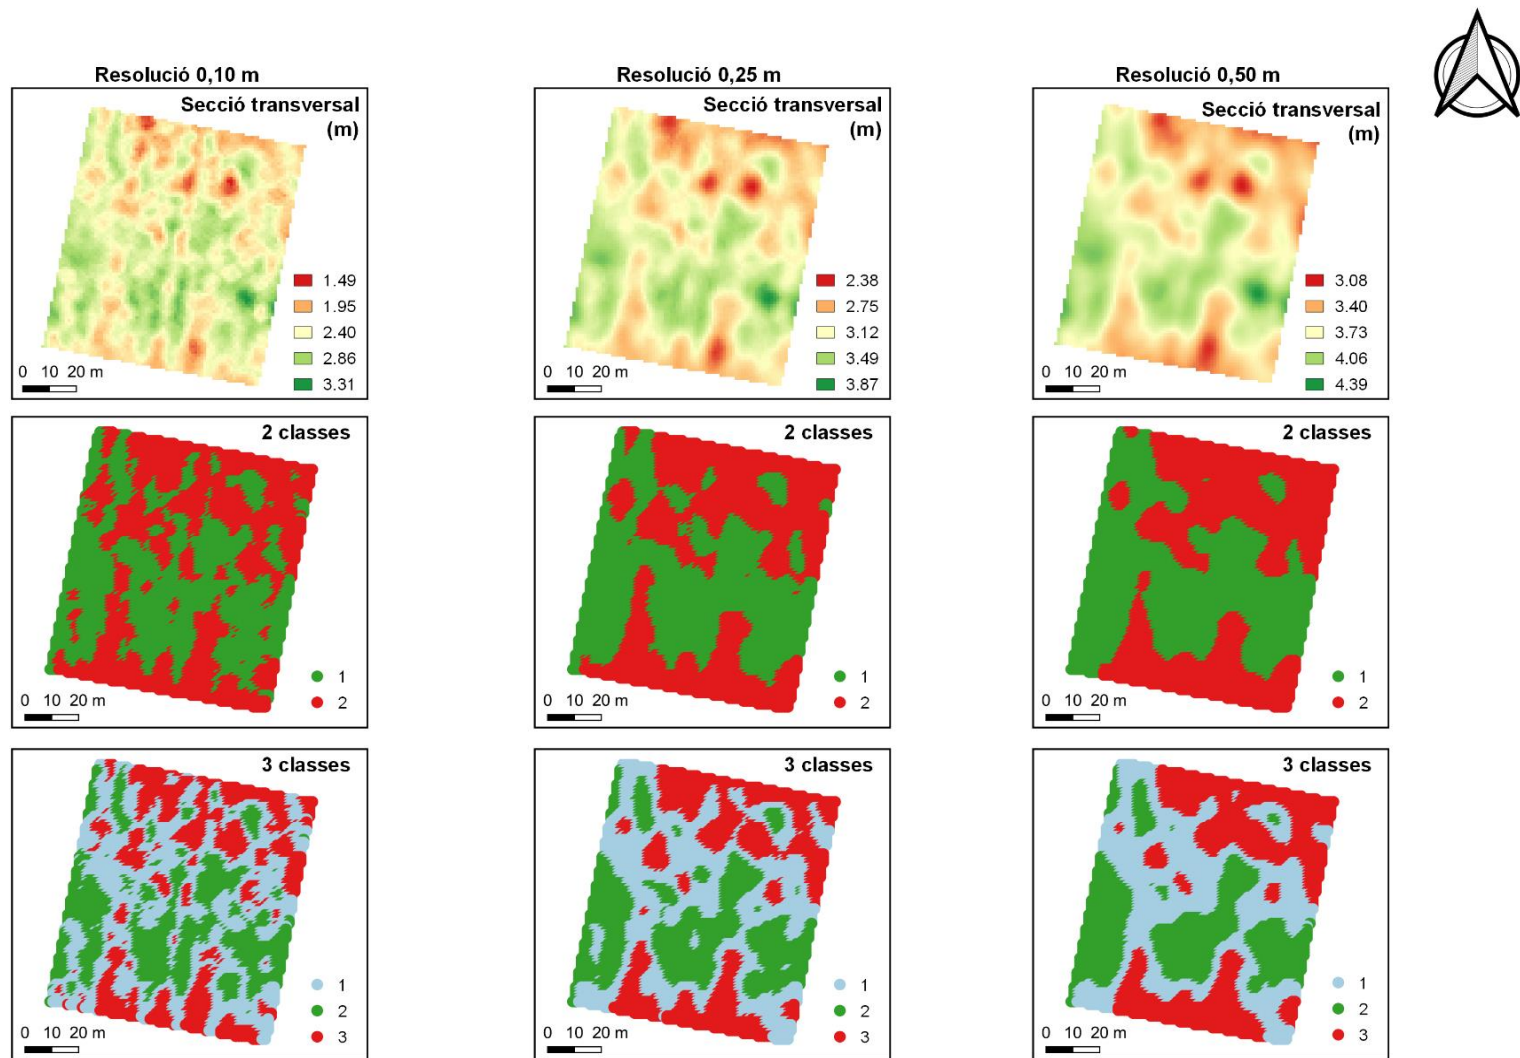 Resolució 0,10 m
Secció transversal
(m)
1.49
1.95
2.40
2.86
3.31
0 10 20 m
Resolució 0,25 m
Secció transversal
(m)
2.38
2.75
3.12
3.49
3.87
0 10 20 m
Resolució 0,50 m
Secció transversal
(m)
3.08
3.40
3.73
4.06
4.39
0 10 20 m
2 classes
1
2
0 10 20 m
2 classes
1
2
0 10 20 m
2 classes
1
2
0 10 20 m
3 classes
1
2
3
0 10 20 m
3 classes
1
2
3
0 10 20 m
3 classes
1
2
3
0 10 20 m